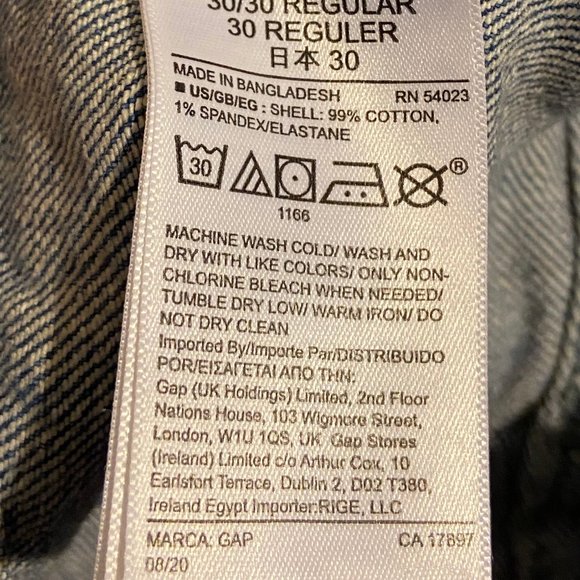 30/30 REGULAR
30 REGULER
日本 30
MADE IN BANGLADESH RN 54023
■ US/GB/EG : SHELL: 99% COTTON,
1% SPANDEX/ELASTANE
30
®
1166
MACHINE WASH COLD/ WASH AND
DRY WITH LIKE COLORS/ ONLY NON-
CHLORINE BLEACH WHEN NEEDED/
TUMBLE DRY LOW/ WARM IRON/ DO
NOT DRY CLEAN
Imported By/Importe Par/DISTRIBUIDO
POR/ΕΙΣΑΓΕΤΑΙ ΑΠΟ ΤΗΝ:
Gap (UK Holdings) Limited, 2nd Floor
Nations House, 103 Wigmore Street,
London, W1U 1QS, UK Gap Stores
(Ireland) Limited c/o Arthur Cox, 10
Earlsfort Terrace, Dublin 2, D02 T380,
Ireland Egypt Importer:RIGE, LLC
MARCA: GAP CA 17897
08/20